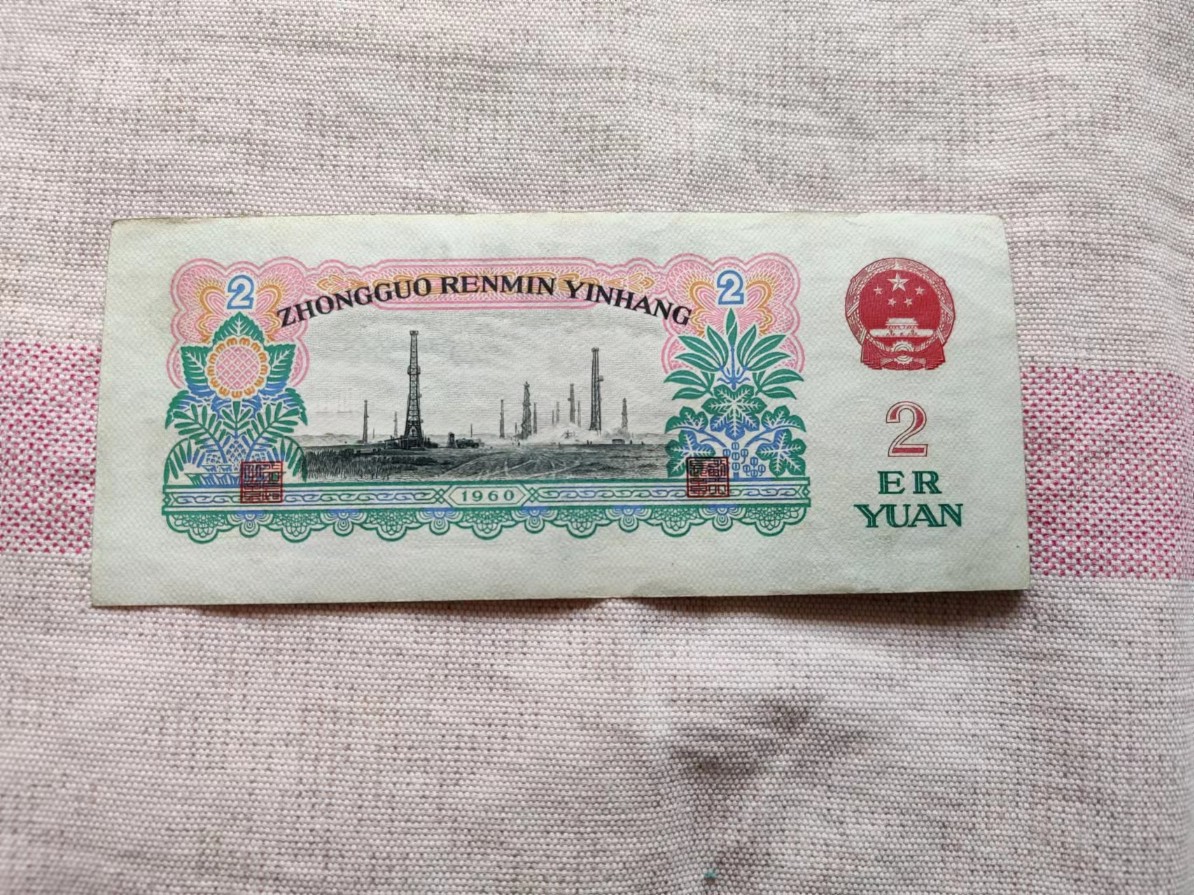 2
2
ZHONGGUO RENMIN YINHANG
1960
2
ER
YUAN